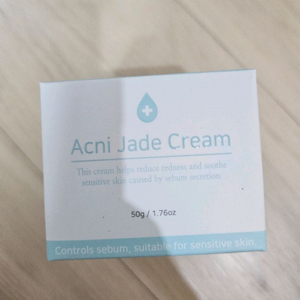 Acni Jade Cream
This cream helps reduce redness and soothe
sensitive skin caused by sebum secretion.
50g / 1.76oz
Controls sebum, suitable for sensitive skin.